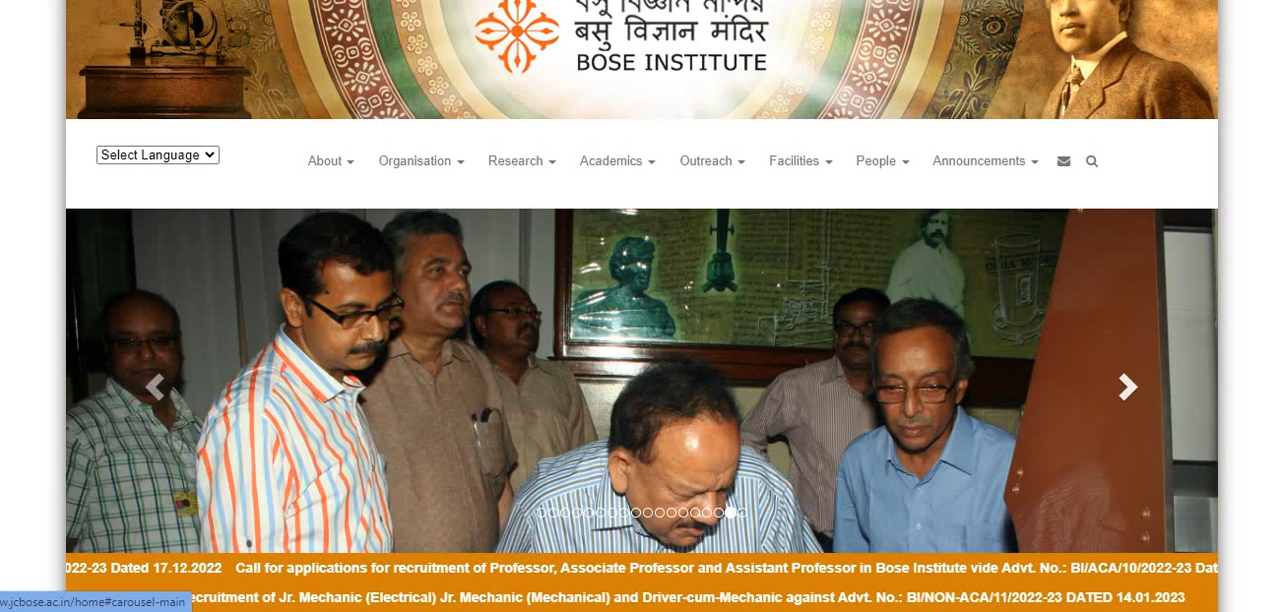 বসু বিজ্ঞান মন্দির
बसु विज्ञान मंदिर
BOSE INSTITUTE
Select Language
About Organisation Research Academics Outreach Facilities People Announcements
022-23 Dated 17.12.2022 Call for applications for recruitment of Professor, Associate Professor and Assistant Professor in Bose Institute vide Advt. No.: BI/ACA/10/2022-23 Dat
ecruitment of Jr. Mechanic (Electrical) Jr. Mechanic (Mechanical) and Driver-cum-Mechanic against Advt. No.: BI/NON-ACA/11/2022-23 DATED 14.01.2023
w.jcbose.ac.in/home#carousel-main